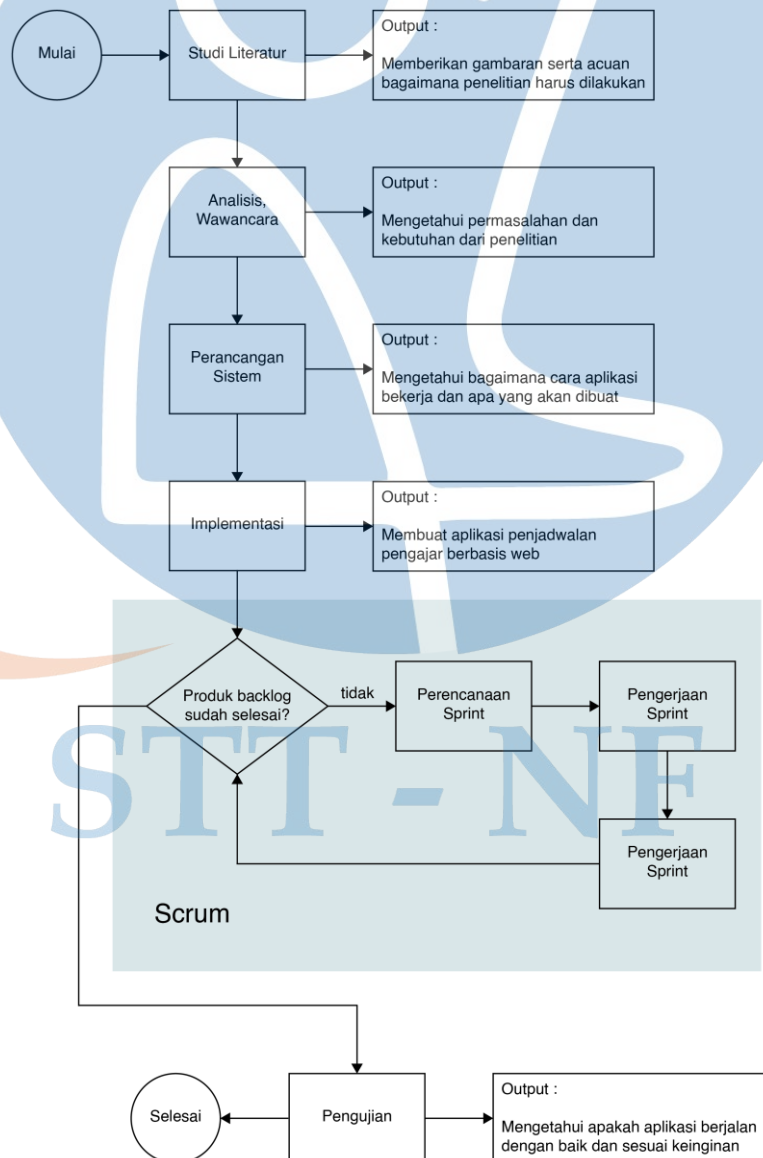 Mulai
Studi Literatur
Output :
Memberikan gambaran serta acuan
bagaimana penelitian harus dilakukan
Analisis,
Wawancara
Output :
Mengetahui permasalahan dan
kebutuhan dari penelitian
Perancangan
Sistem
Output :
Mengetahui bagaimana cara aplikasi
bekerja dan apa yang akan dibuat
Implementasi
Output :
Membuat aplikasi penjadwalan
pengajar berbasis web
Produk backlog
sudah selesai?
tidak
Perencanaan
Sprint
Pengerjaan
Sprint
STT - NF
Pengerjaan
Sprint
Scrum
Selesai
Pengujian
Output :
Mengetahui apakah aplikasi berjalan
dengan baik dan sesuai keinginan